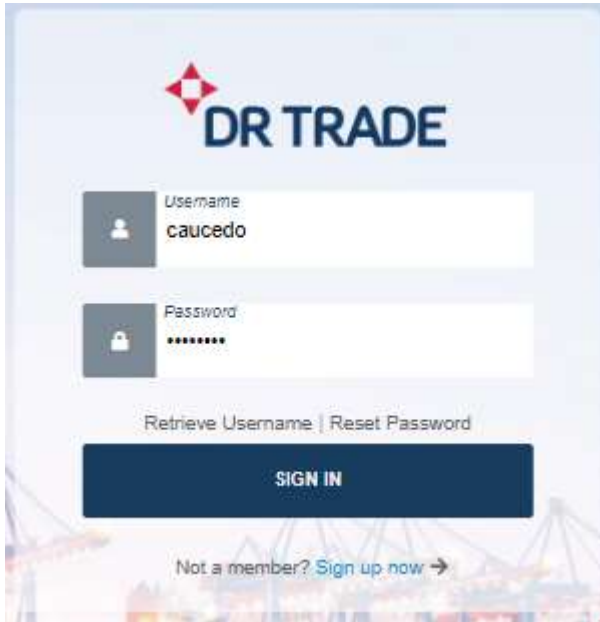 DR TRADE
Username
caucedo
Password
••••••••
Retrieve Username | Reset Password
SIGN IN
Not a member? Sign up now →